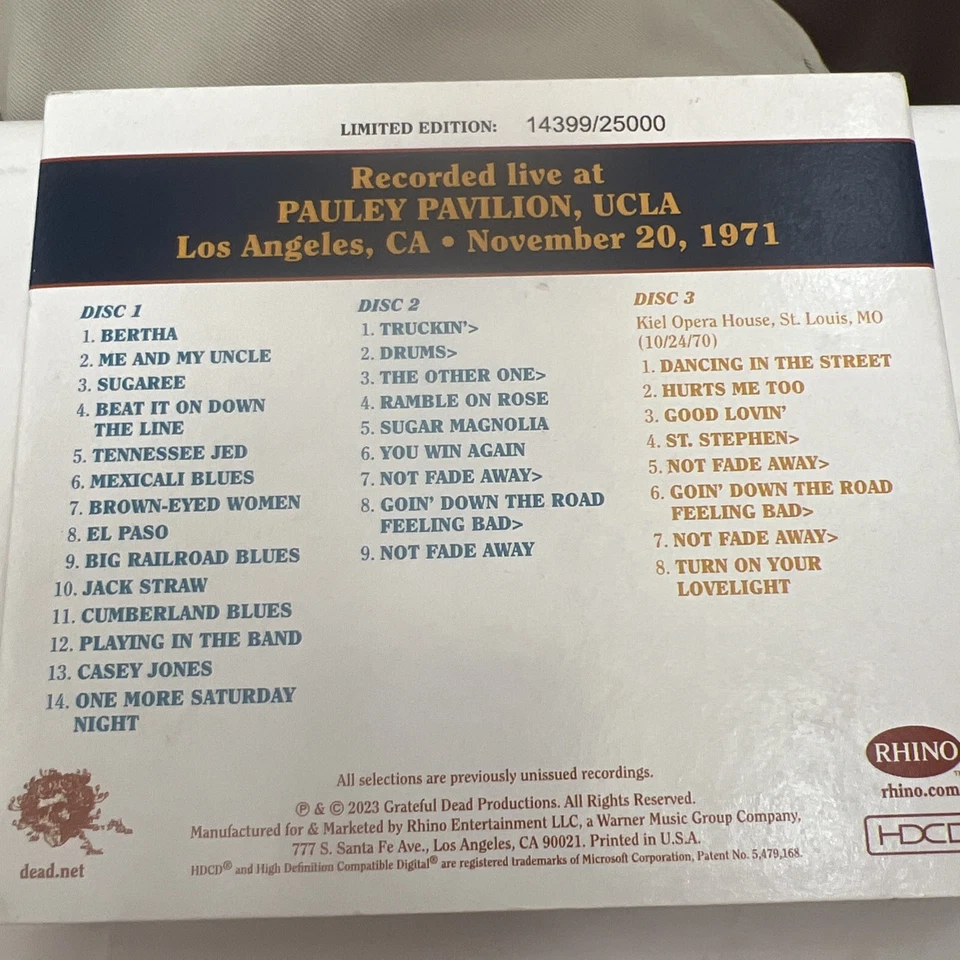 LIMITED EDITION: 14399/25000
Recorded live at
PAULEY PAVILION, UCLA
Los Angeles, CA • November 20, 1971
DISC 1
1. BERTHA
2. ME AND MY UNCLE
3. SUGAREE
4. BEAT IT ON DOWN
THE LINE
5. TENNESSEE JED
6. MEXICALI BLUES
7. BROWN-EYED WOMEN
8. EL PASO
9. BIG RAILROAD BLUES
10. JACK STRAW
11. CUMBERLAND BLUES
12. PLAYING IN THE BAND
13. CASEY JONES
14. ONE MORE SATURDAY
NIGHT
DISC 2
1. TRUCKIN'>
2. DRUMS>
3. THE OTHER ONE>
4. RAMBLE ON ROSE
5. SUGAR MAGNOLIA
6. YOU WIN AGAIN
7. NOT FADE AWAY>
8. GOIN' DOWN THE ROAD
FEELING BAD>
9. NOT FADE AWAY
DISC 3
Kiel Opera House, St. Louis, MO
(10/24/70)
1. DANCING IN THE STREET
2. HURTS ME TOO
3. GOOD LOVIN'
4. ST. STEPHEN>
5. NOT FADE AWAY>
6. GOIN' DOWN THE ROAD
FEELING BAD>
7. NOT FADE AWAY>
8. TURN ON YOUR
LOVELIGHT
All selections are previously unissued recordings.
℗ & © 2023 Grateful Dead Productions. All Rights Reserved.
Manufactured for & Marketed by Rhino Entertainment LLC, a Warner Music Group Company,
777 S. Santa Fe Ave., Los Angeles, CA 90021. Printed in U.S.A.
HDCD® and High Definition Compatible Digital® are registered trademarks of Microsoft Corporation, Patent No. 5,479,168.
dead.net
RHINO
rhino.com
HDCD